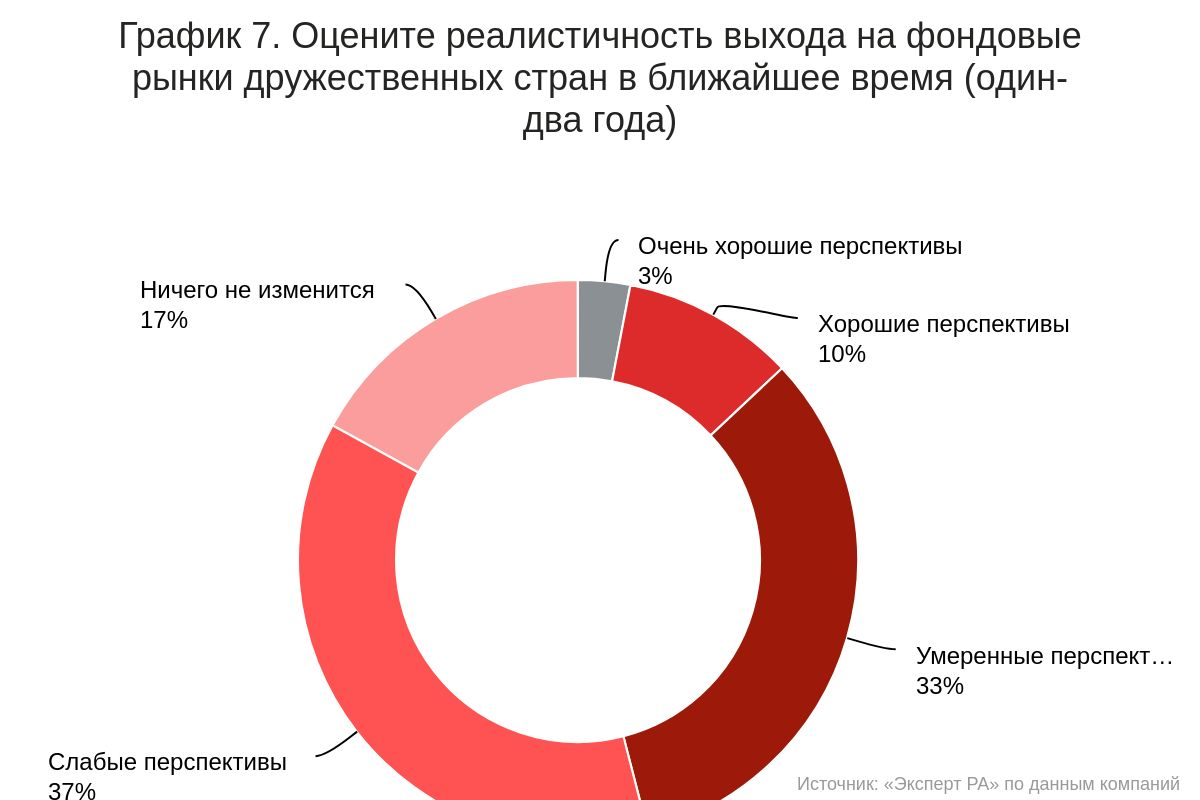 График 7. Оцените реалистичность выхода на фондовые
рынки дружественных стран в ближайшее время (один-
два года)
Очень хорошие перспективы
3%
Ничего не изменится
17%
Хорошие перспективы
10%
Умеренные перспект…
33%
Слабые перспективы
37%
Источник: «Эксперт РА» по данным компаний